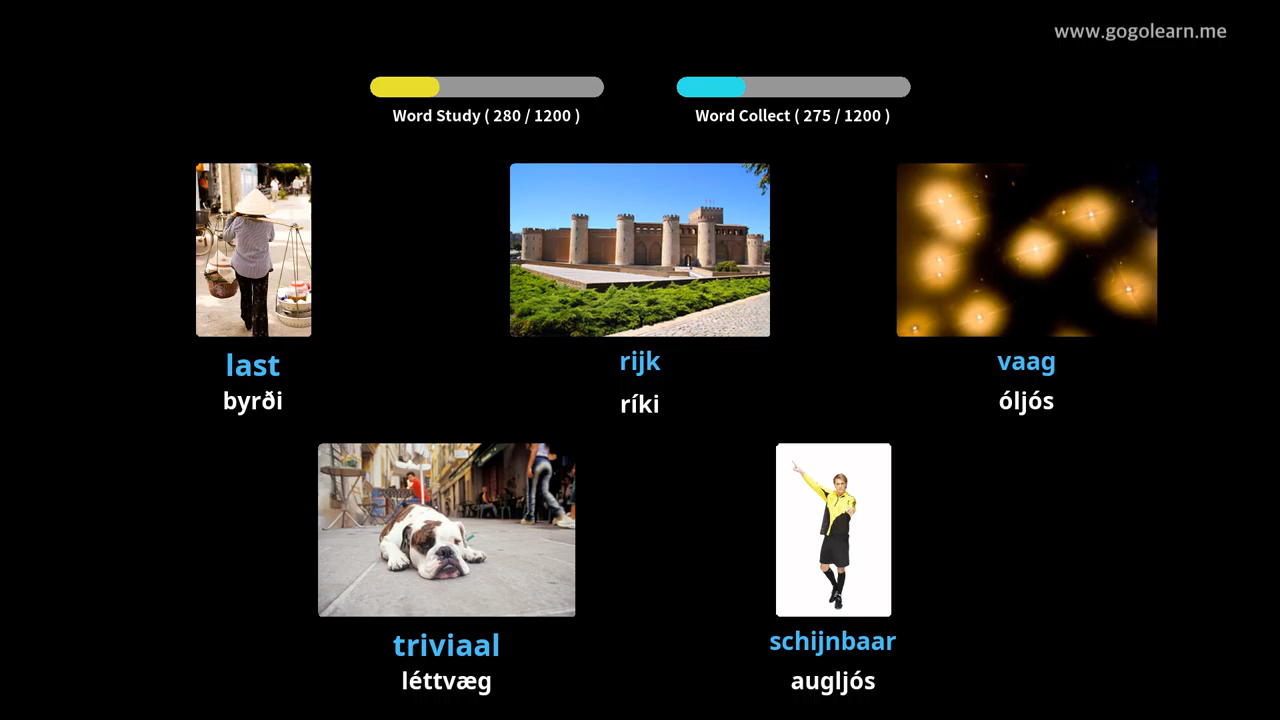 www.gogolearn.me
Word Study ( 280 / 1200 )
Word Collect ( 275 / 1200 )
last
byrði
rijk
ríki
vaag
óljós
triviaal
léttvæg
schijnbaar
augljós